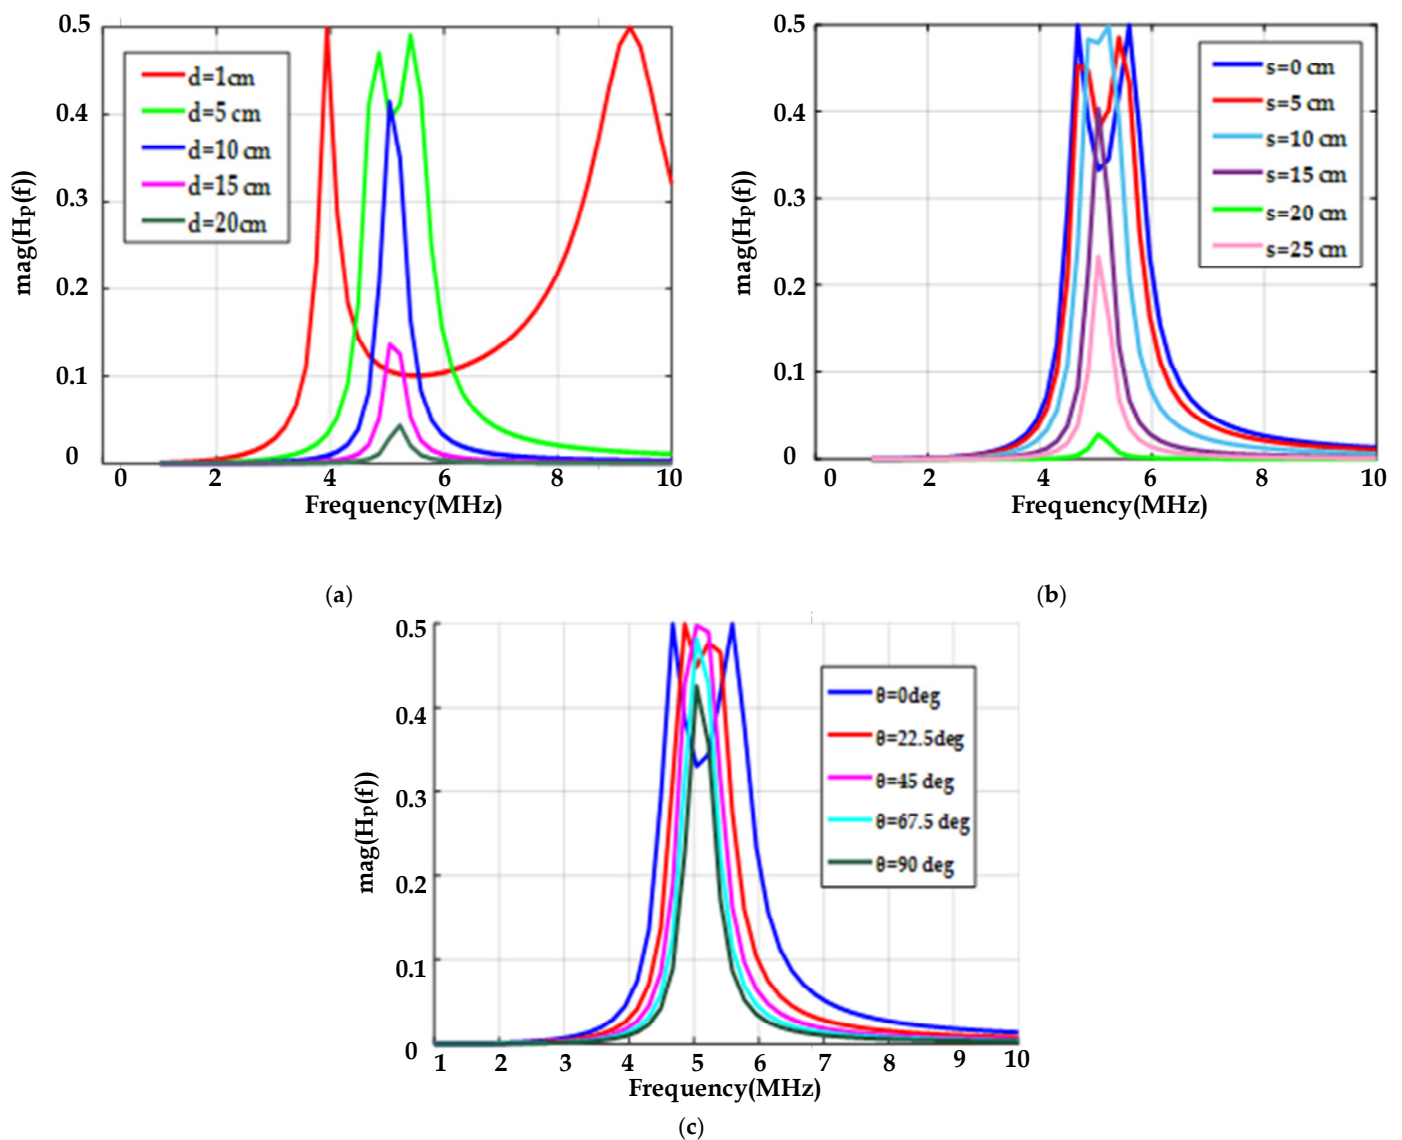 0.5
0.4
0.3
0.2
0.1
0
mag(Hp(f))
d=1cm
d=5 cm
d=10 cm
d=15 cm
d=20cm
0 2 4 6 8 10
Frequency(MHz)
(a)
0.5
0.4
0.3
0.2
0.1
0
mag(Hp(f))
s=0 cm
s=5 cm
s=10 cm
s=15 cm
s=20 cm
s=25 cm
0 2 4 6 8 10
Frequency(MHz)
(b)
0.5
0.4
0.3
0.2
0.1
0
mag(Hp(f))
θ=0deg
θ=22.5deg
θ=45 deg
θ=67.5 deg
θ=90 deg
1 2 3 4 5 6 7 8 9 10
Frequency(MHz)
(c)